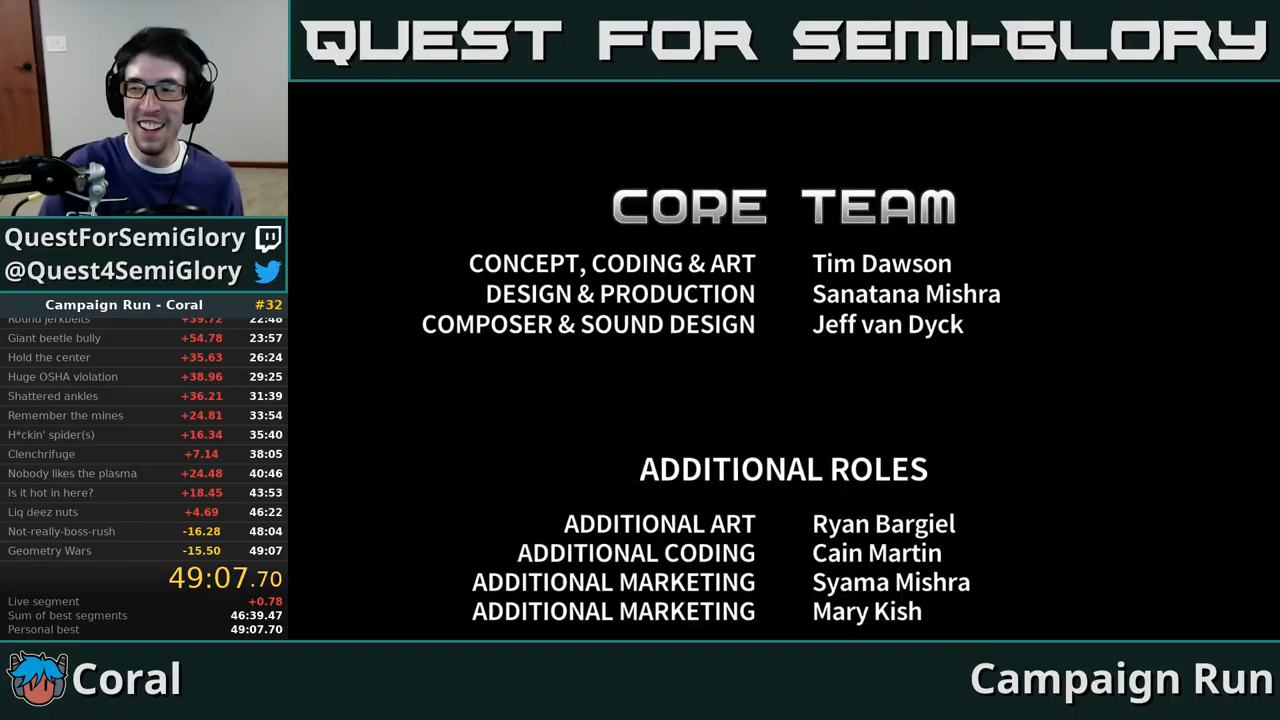 QUEST FOR SEMI-GLORY
QuestForSemiGlory
@Quest4SemiGlory
Campaign Run - Coral #32
Round jerkbelts +39.72 22:46
Giant beetle bully +54.78 23:57
Hold the center +35.63 26:24
Huge OSHA violation +38.96 29:25
Shattered ankles +36.21 31:39
Remember the mines +24.81 33:54
H*ckin' spider(s) +16.34 35:40
Clenchrifuge +7.14 38:05
Nobody likes the plasma +24.48 40:46
Is it hot in here? +18.45 43:53
Liq deez nuts +4.69 46:22
Not-really-boss-rush -16.28 48:04
Geometry Wars -15.50 49:07
49:07.70
Live segment +0.78
Sum of best segments 46:39.47
Personal best 49:07.70
CORE TEAM
CONCEPT, CODING & ART Tim Dawson
DESIGN & PRODUCTION Sanatana Mishra
COMPOSER & SOUND DESIGN Jeff van Dyck
ADDITIONAL ROLES
ADDITIONAL ART Ryan Bargiel
ADDITIONAL CODING Cain Martin
ADDITIONAL MARKETING Syama Mishra
ADDITIONAL MARKETING Mary Kish
Coral
Campaign Run